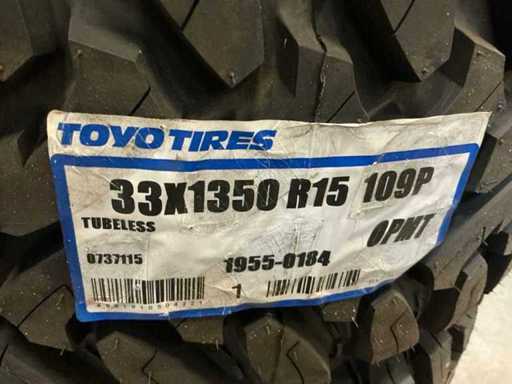 TOYO TIRES
33X1350 R15 109P
TUBELESS
OPMT
0737115
1955-0184
1